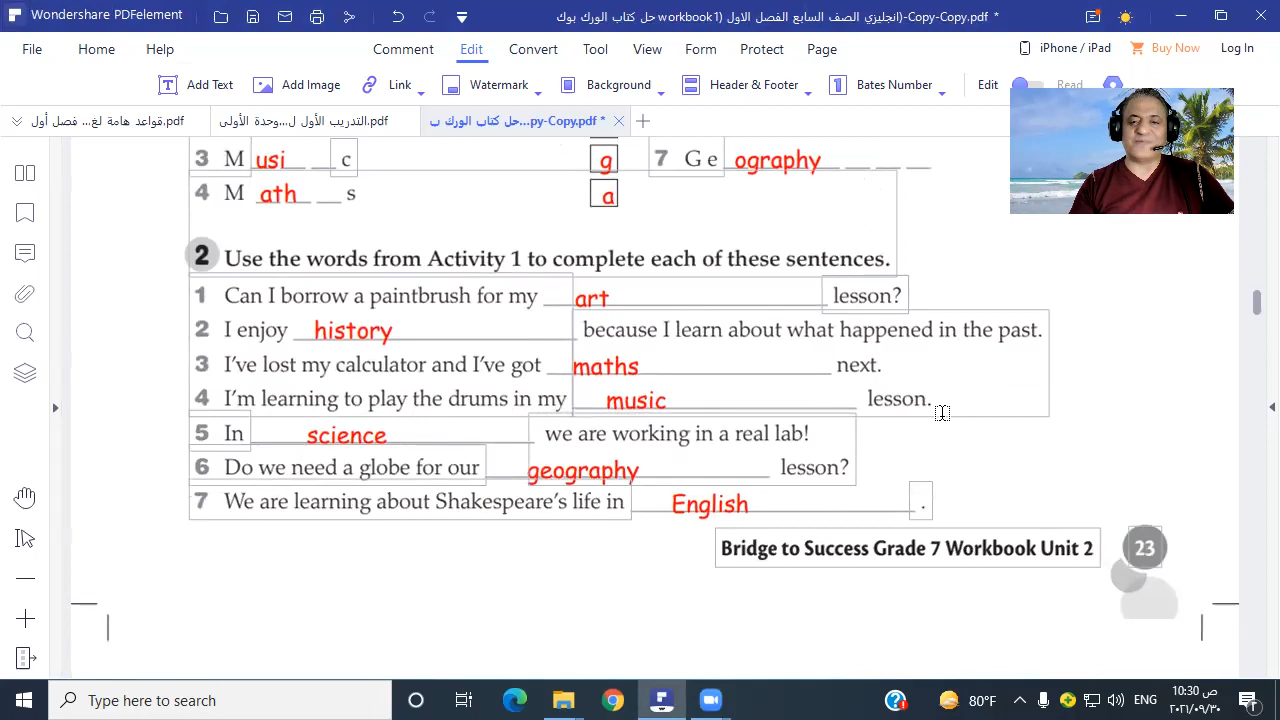 حل كتاب الورك بوك workbook1) انجليزي الصف السابع الفصل الاول)-Copy-Copy.pdf *
File Home Help Comment Edit Convert Tool View Form Protect Page iPhone / iPad Buy Now Log In
Add Text Add Image Link Watermark Background Header & Footer Bates Number Edit Read
قواعد هامة لغ... فصل أول.pdf التدريب الأول ل...وحدة الأولى.pdf حل كتاب الورك ب...py-Copy.pdf *
3 M usi __ c g 7 G e ography __ __ __
4 M ath __ s a
2 Use the words from Activity 1 to complete each of these sentences.
1 Can I borrow a paintbrush for my art lesson?
2 I enjoy history because I learn about what happened in the past.
3 I've lost my calculator and I've got maths next.
4 I'm learning to play the drums in my music lesson.
5 In science we are working in a real lab!
6 Do we need a globe for our geography lesson?
7 We are learning about Shakespeare's life in English .
Bridge to Success Grade 7 Workbook Unit 2 23
Type here to search 80°F ENG 10:30 ص
٢٠٢١/٠٩/٣٠